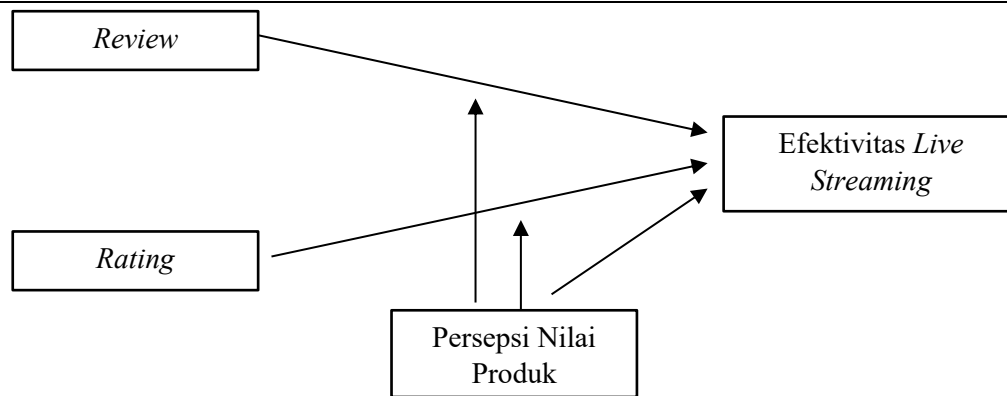 Review
Efektivitas Live
Streaming
Rating
Persepsi Nilai
Produk